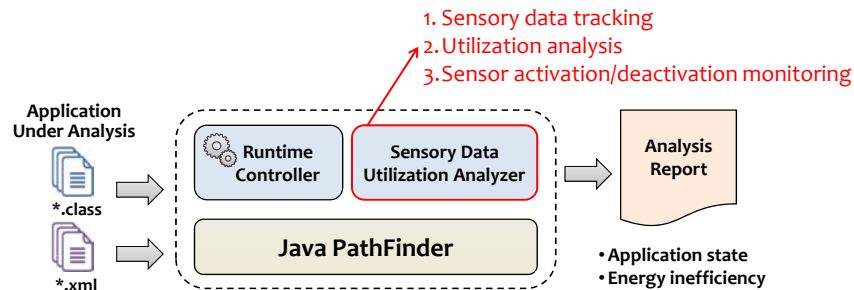 1. Sensory data tracking
2. Utilization analysis
3. Sensor activation/deactivation monitoring
Application
Under Analysis
*.class
*.xml
Runtime
Controller
Sensory Data
Utilization Analyzer
Java PathFinder
Analysis
Report
• Application state
• Energy inefficiency